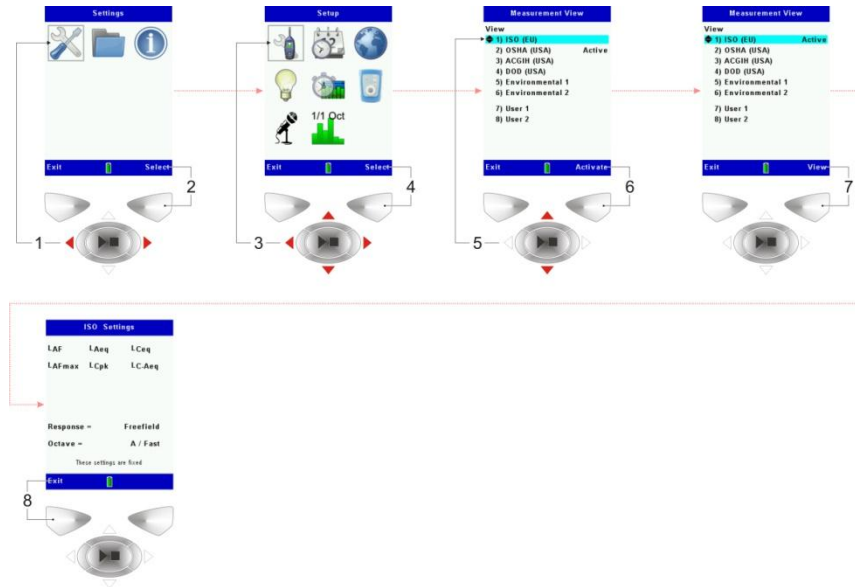 Settings
Exit Select
1
2
Setup
1/1 Oct
Exit Select
3
4
Measurement View
View
1) ISO (EU)
2) OSHA (USA) Active
3) ACGIH (USA)
4) DOD (USA)
5) Environmental 1
6) Environmental 2
7) User 1
8) User 2
Exit Activate
5
6
Measurement View
View
1) ISO (EU) Active
2) OSHA (USA)
3) ACGIH (USA)
4) DOD (USA)
5) Environmental 1
6) Environmental 2
7) User 1
8) User 2
Exit View
7
ISO Settings
LAF LAeq LCeq
LAFmax LCpk LC-Aeq
Response = Freefield
Octave = A / Fast
These settings are fixed
Exit
8